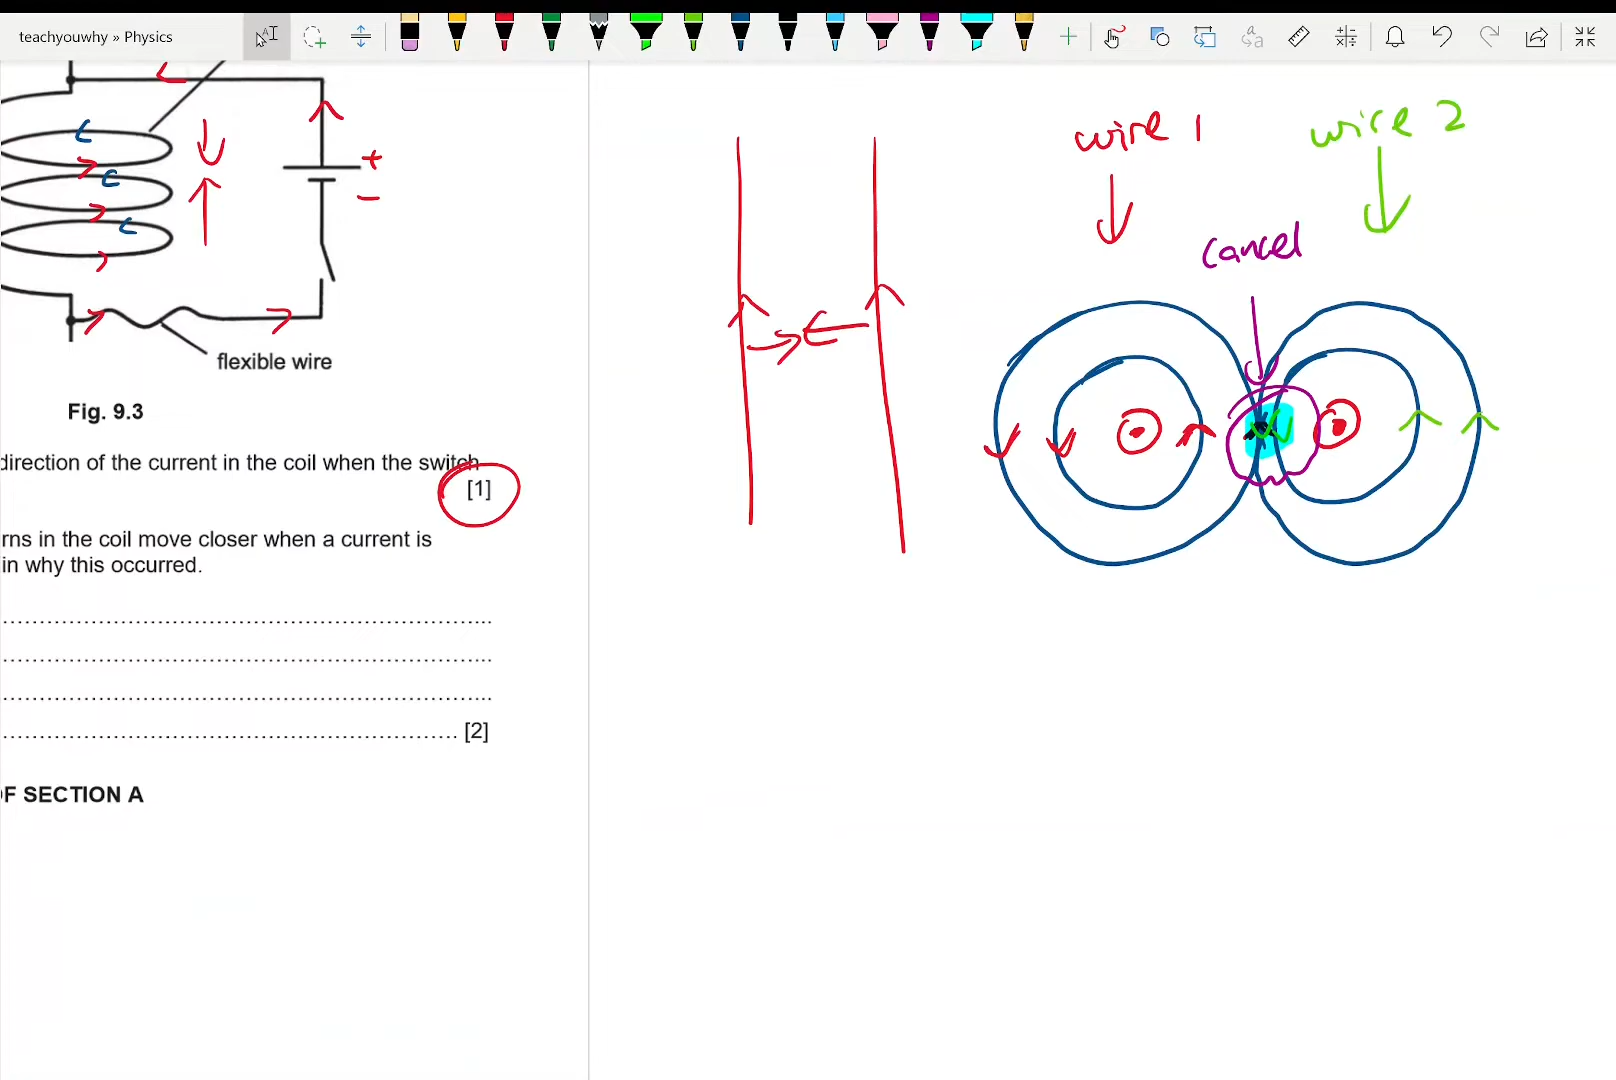 teachyouwhy » Physics
+
−
flexible wire
Fig. 9.3
direction of the current in the coil when the switch
[1]
rns in the coil move closer when a current is
in why this occurred.
[2]
F SECTION A
wire 1
wire 2
cancel